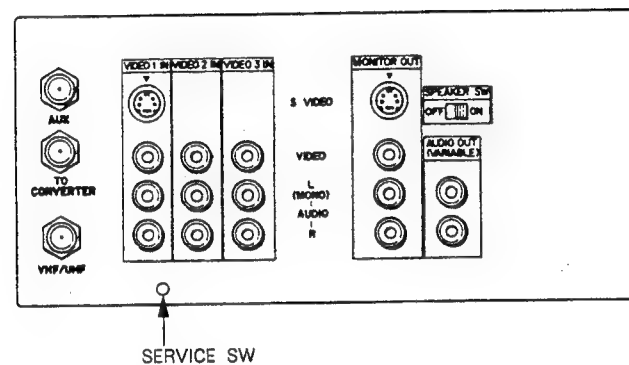 VIDEO 1 IN
VIDEO 2 IN
VIDEO 3 IN
MONITOR OUT
S VIDEO
SPEAKER SW
OFF
ON
AUX
VIDEO
AUDIO OUT
(VARIABLE)
TO
CONVERTER
L
(MONO)
AUDIO
R
VHF/UHF
SERVICE SW